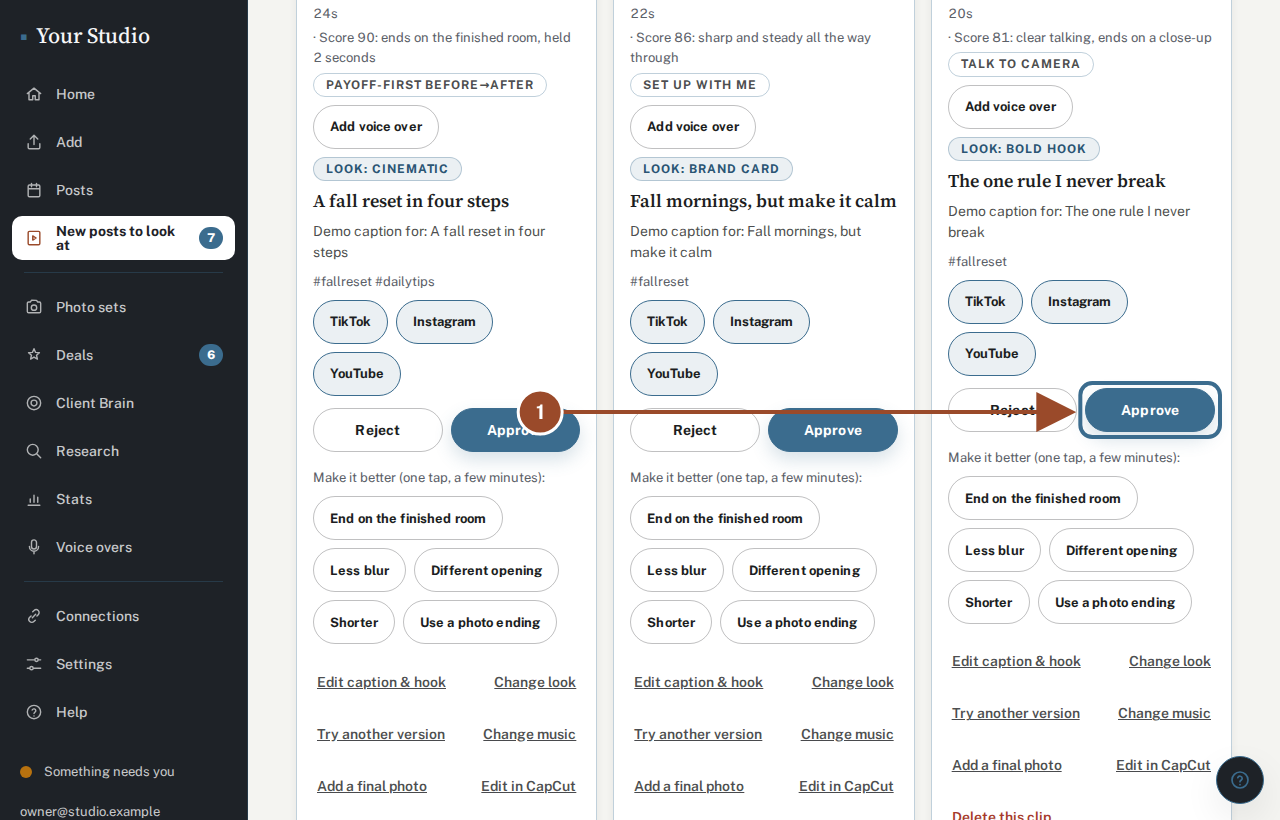 Your Studio
Home
Add
Posts
New posts to look
at
7
Photo sets
Deals
6
Client Brain
Research
Stats
Voice overs
Connections
Settings
Help
Something needs you
owner@studio.example
24s
· Score 90: ends on the finished room, held
2 seconds
PAYOFF-FIRST BEFORE→AFTER
Add voice over
LOOK: CINEMATIC
A fall reset in four steps
Demo caption for: A fall reset in four
steps
#fallreset #dailytips
TikTok
Instagram
YouTube
Reject
1
Make it better (one tap, a few minutes):
End on the finished room
Less blur
Different opening
Shorter
Use a photo ending
Edit caption & hook
Change look
Try another version
Change music
Add a final photo
Edit in CapCut
22s
· Score 86: sharp and steady all the way
through
SET UP WITH ME
Add voice over
LOOK: BRAND CARD
Fall mornings, but make it calm
Demo caption for: Fall mornings, but
make it calm
#fallreset
TikTok
Instagram
YouTube
Reject
Approve
Make it better (one tap, a few minutes):
End on the finished room
Less blur
Different opening
Shorter
Use a photo ending
Edit caption & hook
Change look
Try another version
Change music
Add a final photo
Edit in CapCut
20s
· Score 81: clear talking, ends on a close-up
TALK TO CAMERA
Add voice over
LOOK: BOLD HOOK
The one rule I never break
Demo caption for: The one rule I never
break
#fallreset
TikTok
Instagram
YouTube
Reject
Approve
Make it better (one tap, a few minutes):
End on the finished room
Less blur
Different opening
Shorter
Use a photo ending
Edit caption & hook
Change look
Try another version
Change music
Add a final photo
Edit in CapCut
Delete this clip